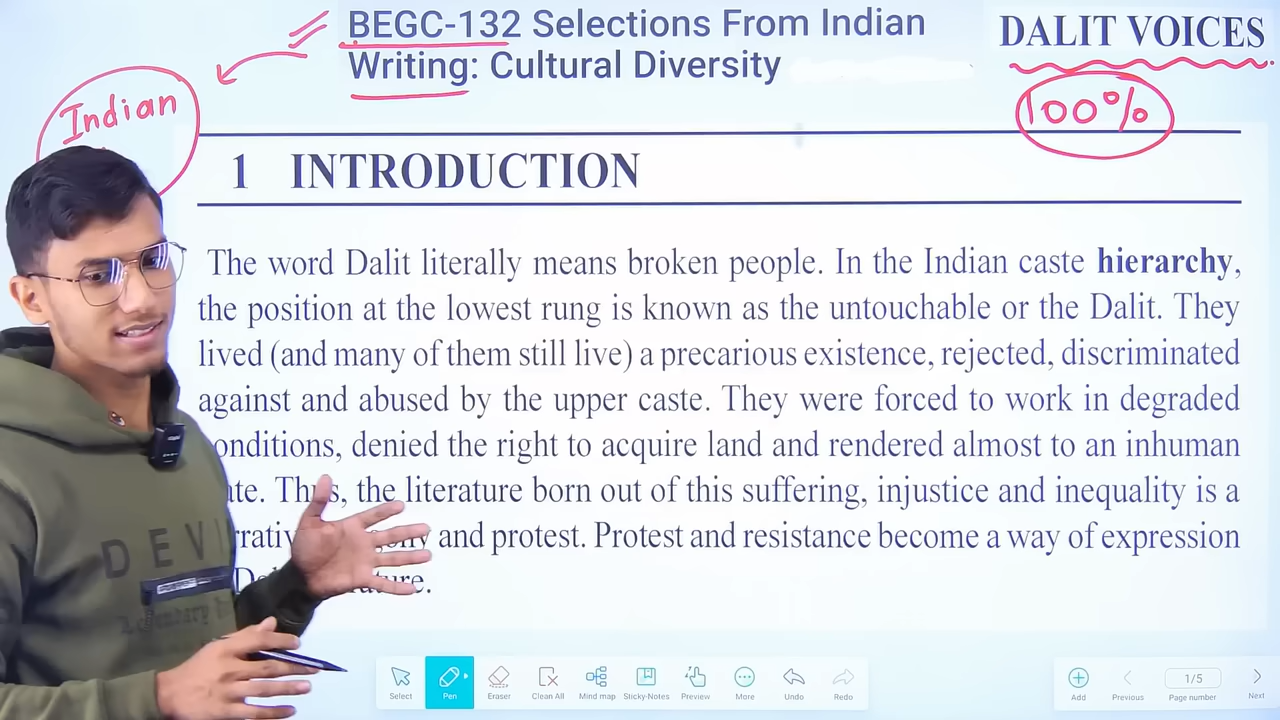 BEGC-132 Selections From Indian
Writing: Cultural Diversity
DALIT VOICES
100%
Indian
1 INTRODUCTION
The word Dalit literally means broken people. In the Indian caste hierarchy,
the position at the lowest rung is known as the untouchable or the Dalit. They
lived (and many of them still live) a precarious existence, rejected, discriminated
against and abused by the upper caste. They were forced to work in degraded
conditions, denied the right to acquire land and rendered almost to an inhuman
Thus, the literature born out of this suffering, injustice and inequality is a
and protest. Protest and resistance become a way of expression
DEVI
Select
Pen
Eraser
Clean All
Mind map
Sticky-Notes
Preview
More
Undo
Redo
Add
Previous
1/5
Page number
Next